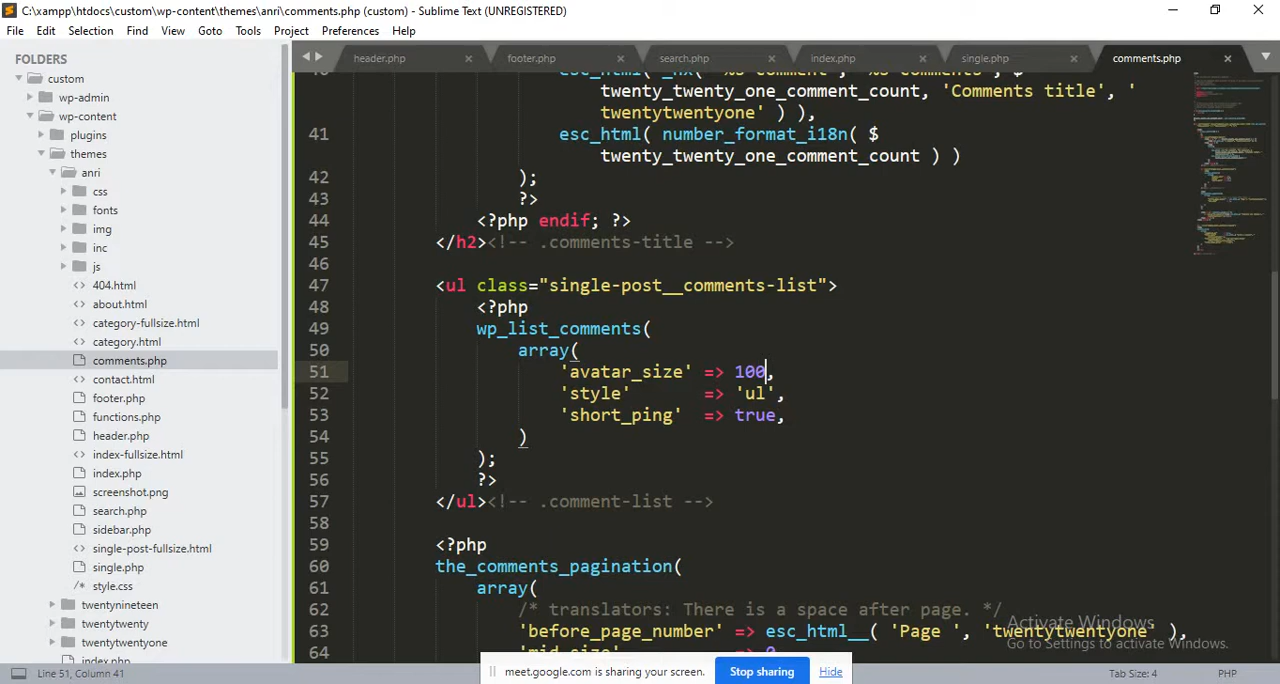 C:\xampp\htdocs\custom\wp-content\themes\anri\comments.php (custom) - Sublime Text (UNREGISTERED)
File Edit Selection Find View Goto Tools Project Preferences Help
FOLDERS
custom
wp-admin
wp-content
plugins
themes
anri
css
fonts
img
inc
js
404.html
about.html
category-fullsize.html
category.html
comments.php
contact.html
footer.php
functions.php
header.php
index-fullsize.html
index.php
screenshot.png
search.php
sidebar.php
single-post-fullsize.html
single.php
style.css
twentynineteen
twentytwenty
twentytwentyone
index.php
header.php footer.php search.php index.php single.php comments.php
40 esc_html( _nx( '%s comment', '%s comments', $
twenty_twenty_one_comment_count, 'Comments title', '
twentytwentyone' ) ),
41 esc_html( number_format_i18n( $
twenty_twenty_one_comment_count ) )
42 );
43 ?>
44 <?php endif; ?>
45 </h2><!-- .comments-title -->
46
47 <ul class="single-post__comments-list">
48 <?php
49 wp_list_comments(
50 array(
51 'avatar_size' => 100,
52 'style' => 'ul',
53 'short_ping' => true,
54 )
55 );
56 ?>
57 </ul><!-- .comment-list -->
58
59 <?php
60 the_comments_pagination(
61 array(
62 /* translators: There is a space after page. */
63 'before_page_number' => esc_html__( 'Page ', 'twentytwentyone' ),
64 'mid_size' => 0,
Activate Windows
Go to Settings to activate Windows.
meet.google.com is sharing your screen. Stop sharing Hide
Line 51, Column 41 Tab Size: 4 PHP